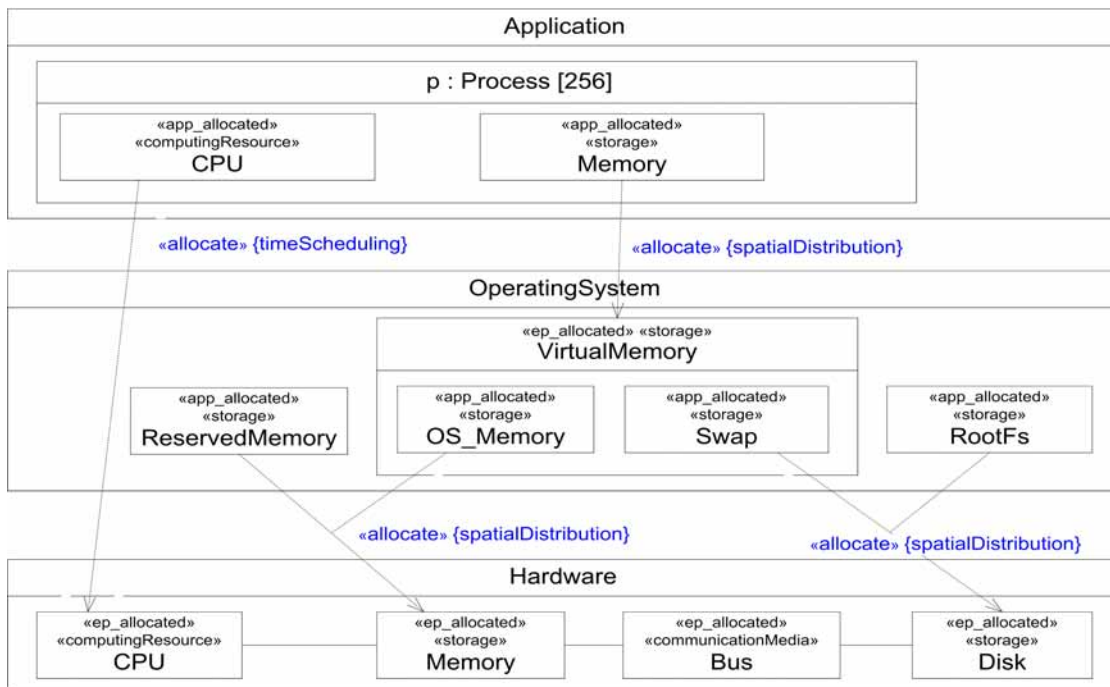 Application
p : Process [256]
«app_allocated»
«computingResource»
CPU
«app_allocated»
«storage»
Memory
«allocate» {timeScheduling}
«allocate» {spatialDistribution}
OperatingSystem
«ep_allocated» «storage»
VirtualMemory
«app_allocated»
«storage»
ReservedMemory
«app_allocated»
«storage»
OS_Memory
«app_allocated»
«storage»
Swap
«app_allocated»
«storage»
RootFs
«allocate» {spatialDistribution}
«allocate» {spatialDistribution}
Hardware
«ep_allocated»
«computingResource»
CPU
«ep_allocated»
«storage»
Memory
«ep_allocated»
«communicationMedia»
Bus
«ep_allocated»
«storage»
Disk